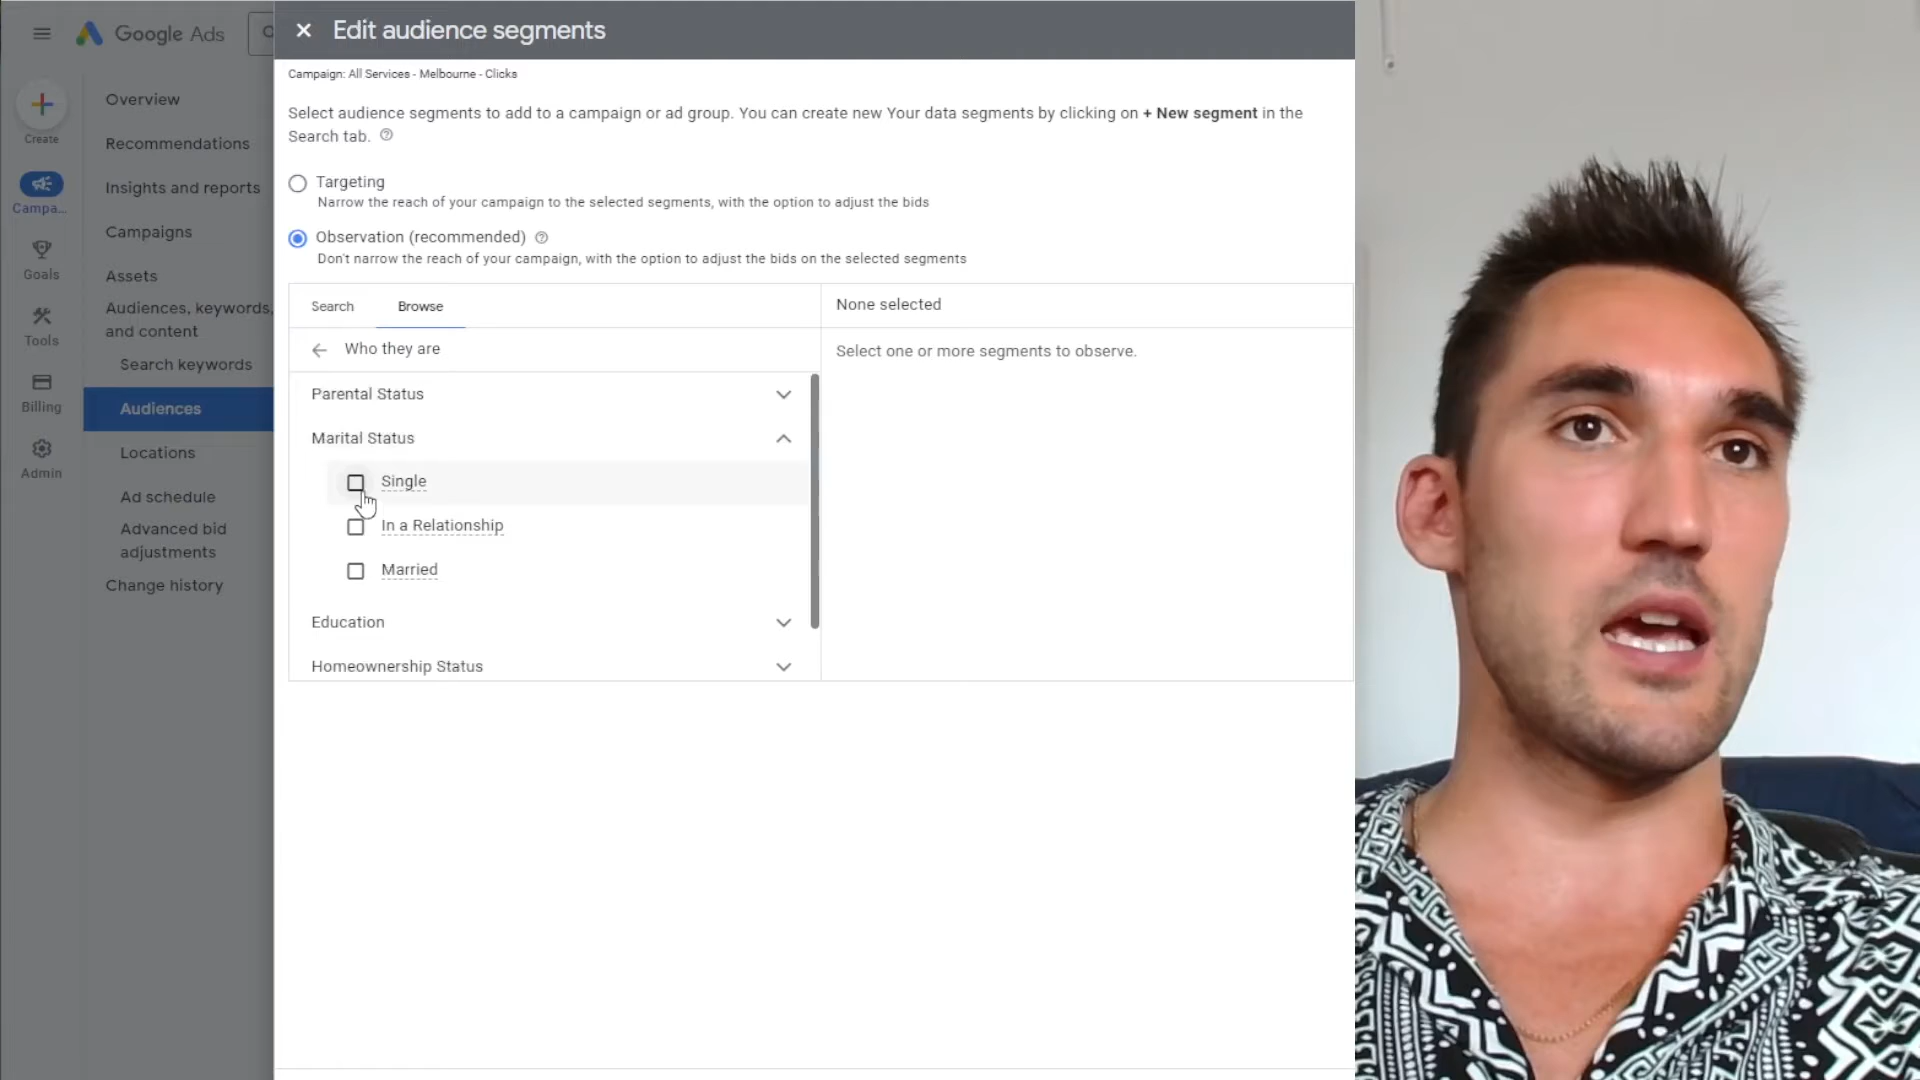 Google Ads
Create
Campa...
Goals
Tools
Billing
Admin
Overview
Recommendations
Insights and reports
Campaigns
Assets
Audiences, keywords,
and content
Search keywords
Audiences
Locations
Ad schedule
Advanced bid
adjustments
Change history
Edit audience segments
Campaign: All Services - Melbourne - Clicks
Select audience segments to add to a campaign or ad group. You can create new Your data segments by clicking on + New segment in the
Search tab.
Targeting
Narrow the reach of your campaign to the selected segments, with the option to adjust the bids
Observation (recommended)
Don't narrow the reach of your campaign, with the option to adjust the bids on the selected segments
Search Browse
Who they are
Parental Status
Marital Status
Single
In a Relationship
Married
Education
Homeownership Status
None selected
Select one or more segments to observe.